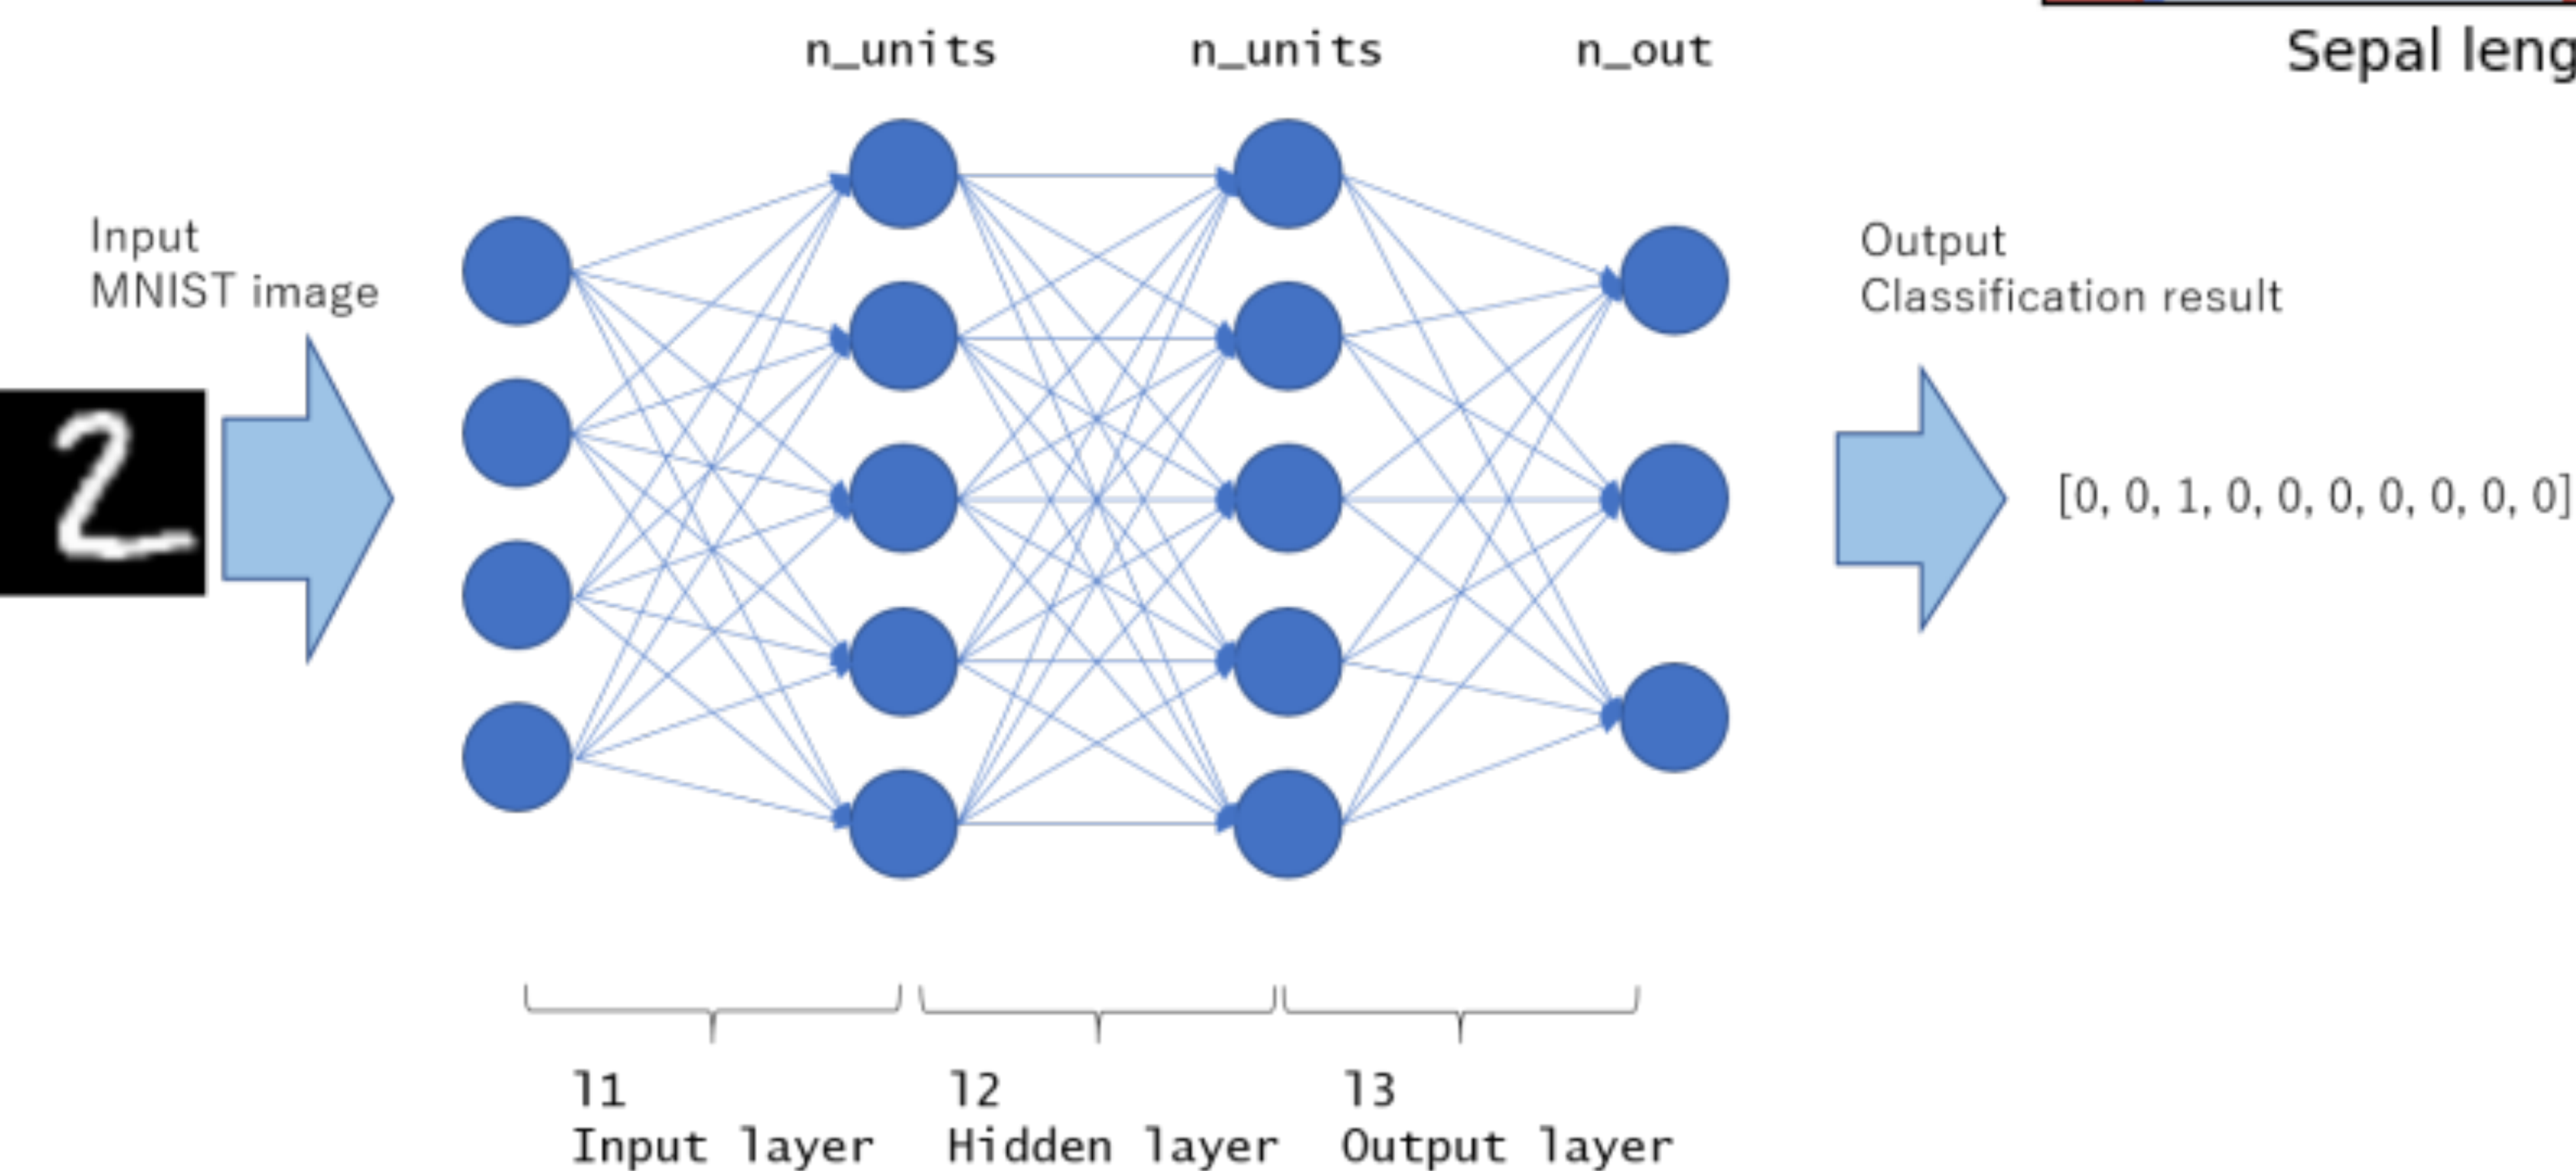 n_units
n_units
n_out
Sepal leng
Input
MNIST image
2
Output
Classification result
[0, 0, 1, 0, 0, 0, 0, 0, 0, 0]
l1
Input layer
l2
Hidden layer
l3
Output layer